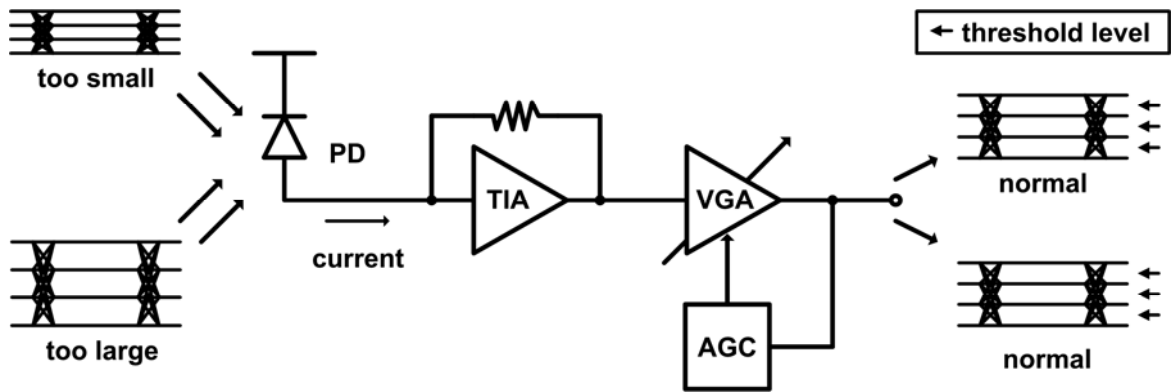 too small
← threshold level
PD
TIA
VGA
normal
current
too large
AGC
normal